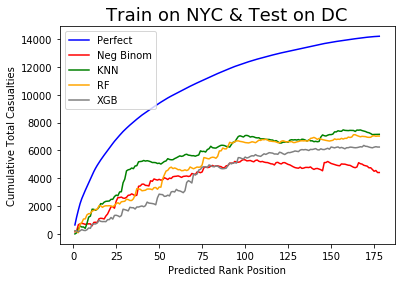 Train on NYC & Test on DC
Perfect
Neg Binom
KNN
RF
XGB
Cumulative Total Casualties
14000
12000
10000
8000
6000
4000
2000
0
0 25 50 75 100 125 150 175
Predicted Rank Position